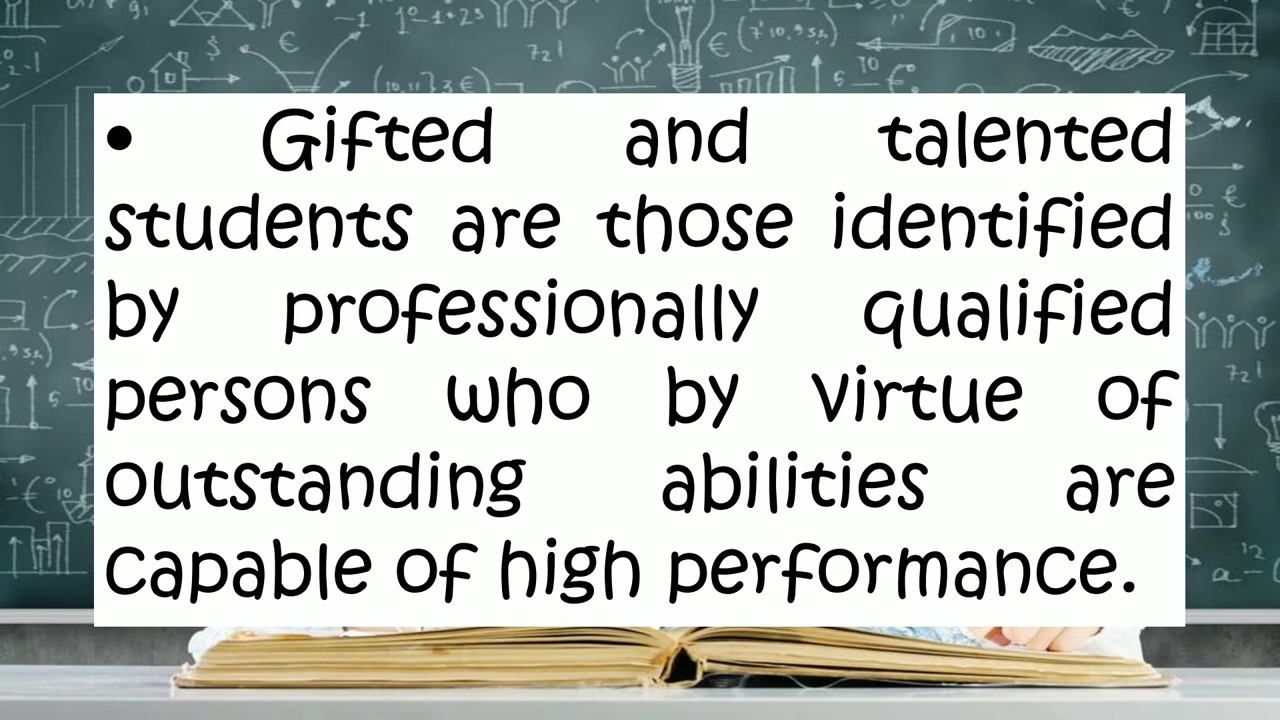 • Gifted and talented
students are those identified
by professionally qualified
persons who by virtue of
outstanding abilities are
capable of high performance.